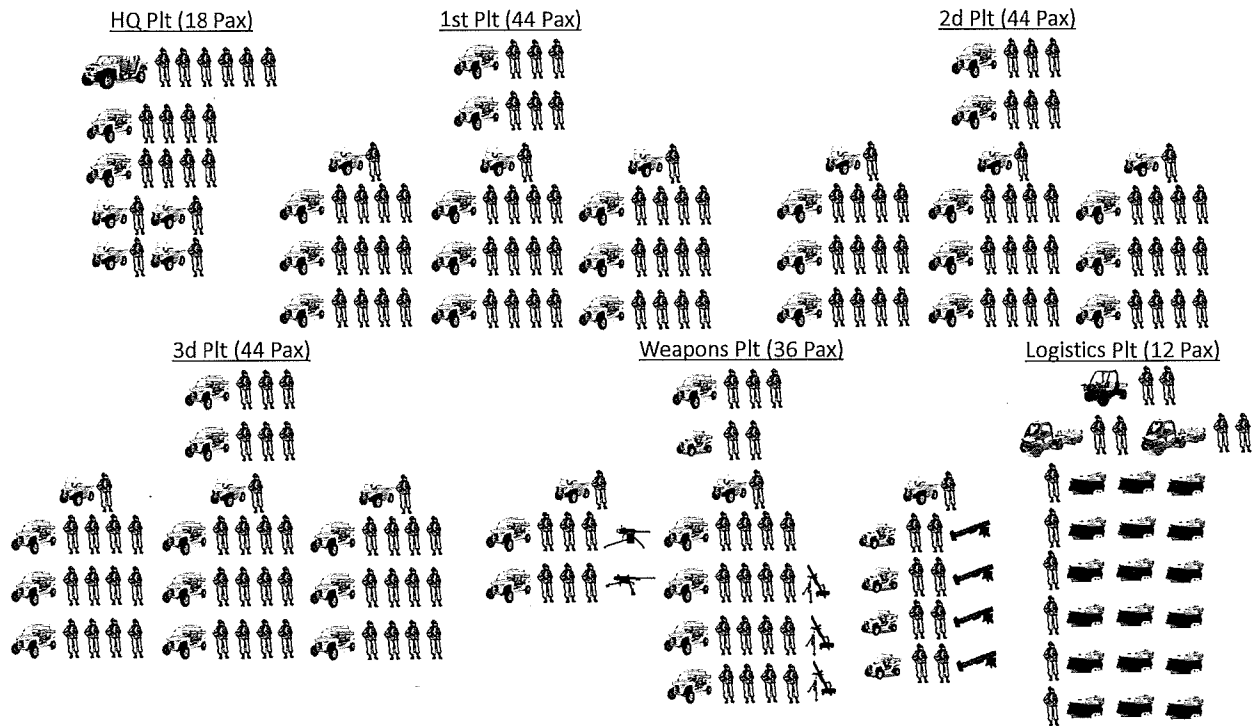 HQ Plt (18 Pax)
1st Plt (44 Pax)
2d Plt (44 Pax)
3d Plt (44 Pax)
Weapons Plt (36 Pax)
Logistics Plt (12 Pax)